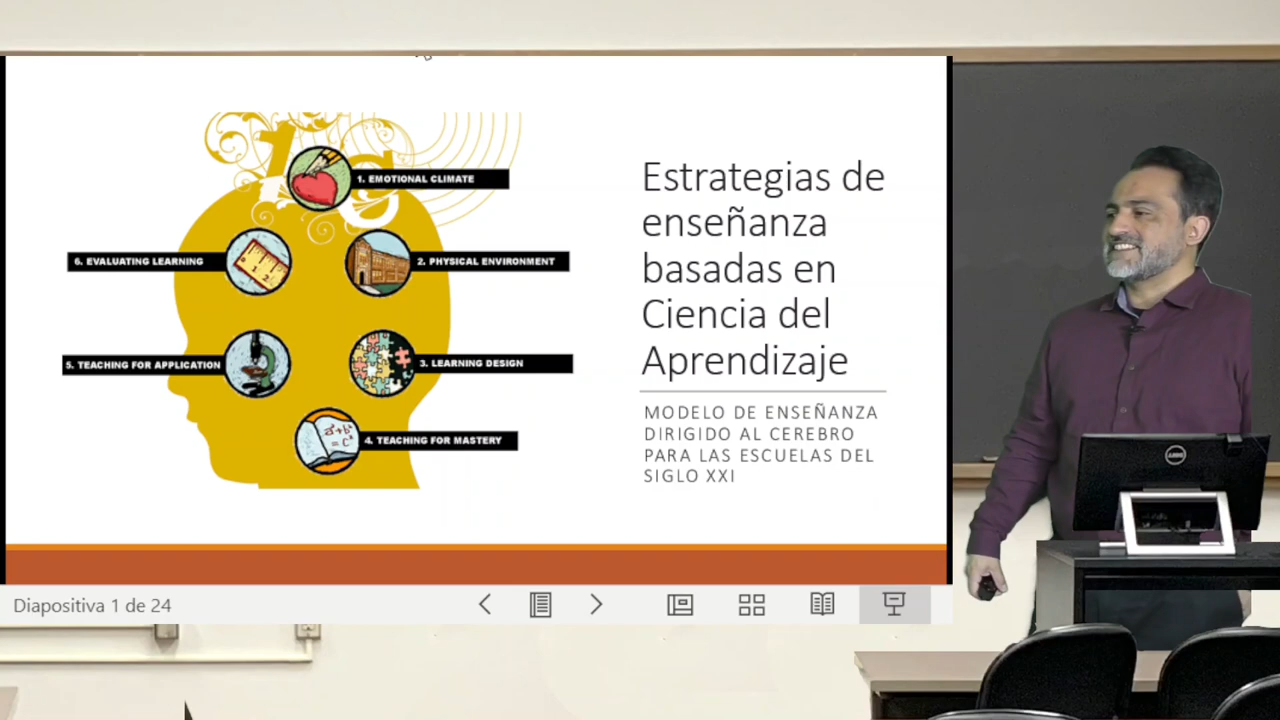 1. EMOTIONAL CLIMATE
6. EVALUATING LEARNING
2. PHYSICAL ENVIRONMENT
5. TEACHING FOR APPLICATION
3. LEARNING DESIGN
4. TEACHING FOR MASTERY
Estrategias de
enseñanza
basadas en
Ciencia del
Aprendizaje
MODELO DE ENSEÑANZA
DIRIGIDO AL CEREBRO
PARA LAS ESCUELAS DEL
SIGLO XXI
Diapositiva 1 de 24
DELL